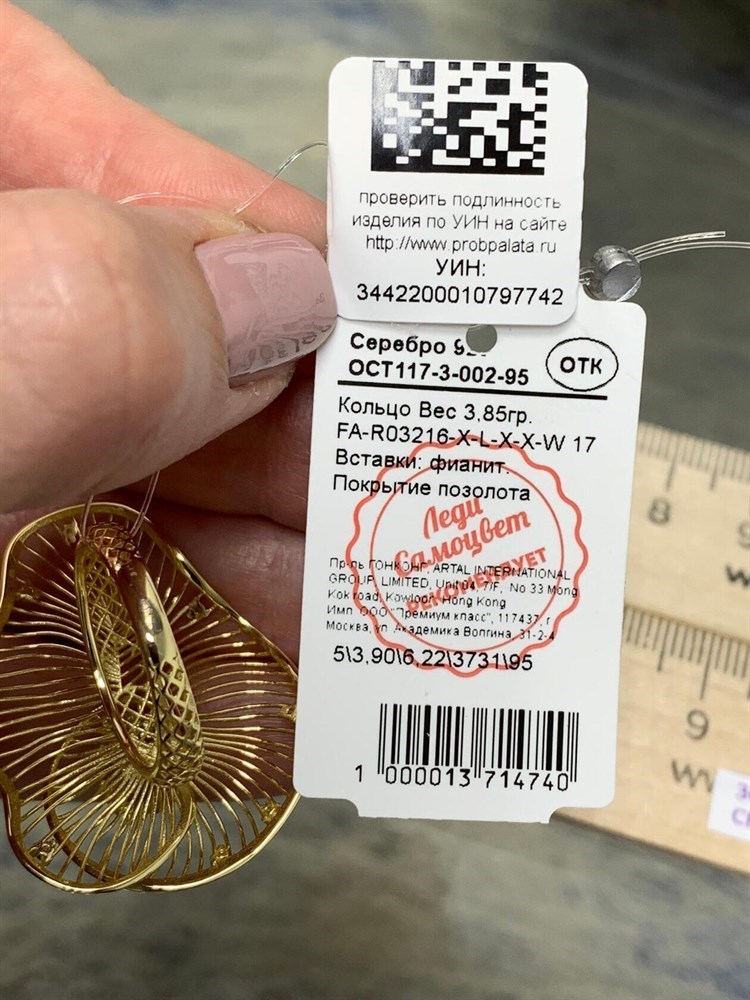 проверить подлинность
изделия по УИН на сайте
http://www.probpalata.ru
УИН:
3442200010797742
Серебро
ОСТ117-3-002-95
ОТК
Кольцо Вес 3,85гр.
FA-R03216-X-L-X-X-W 17
Вставки: фианит.
Покрытие позолота
Леди
Самоцвет
РЕКОМЕНДУЕТ
ГОНКОНГ, ARTAL INTERNATIONAL
GROUP LIMITED, 7/F, No 33 Mong
Kok road, Kowloon, Hong Kong
Имп. ООО "Премиум класс", 117437, г
Москва, ул. Академика Волгина, 31-2-4
5\3,90\6,22\3731\95
1 000013 714740
8
9
9